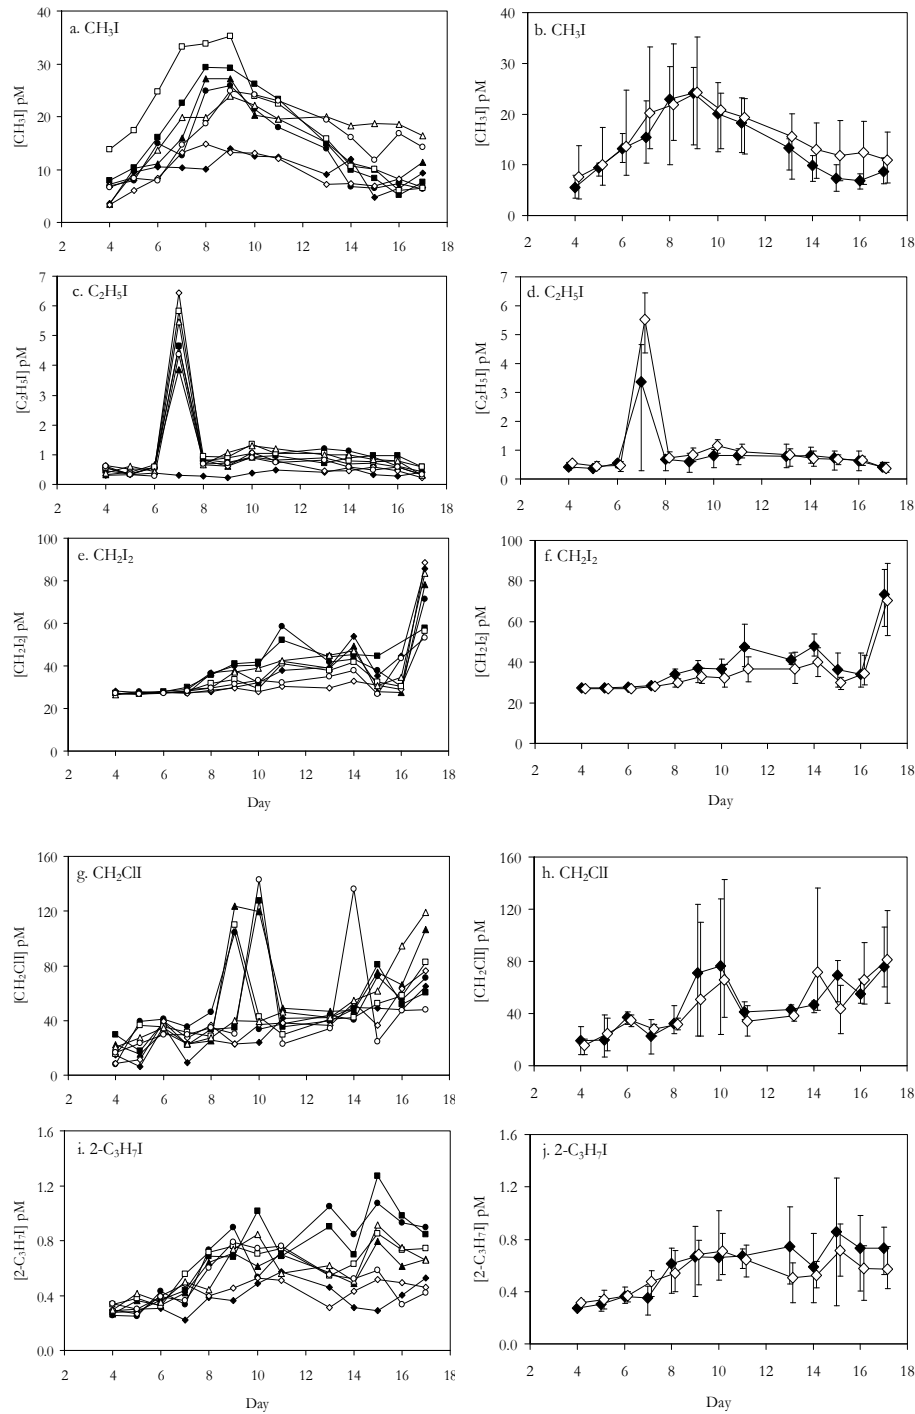 a. CH₃I
[CH₃I] pM
40
30
20
10
0
2 4 6 8 10 12 14 16 18
b. CH₃I
[CH₃I] pM
40
30
20
10
0
2 4 6 8 10 12 14 16 18
c. C₂H₅I
[C₂H₅I] pM
7
6
5
4
3
2
1
0
2 4 6 8 10 12 14 16 18
d. C₂H₅I
[C₂H₅I] pM
7
6
5
4
3
2
1
0
2 4 6 8 10 12 14 16 18
e. CH₂I₂
[CH₂I₂] pM
100
80
60
40
20
0
2 4 6 8 10 12 14 16 18
Day
f. CH₂I₂
[CH₂I₂] pM
100
80
60
40
20
0
2 4 6 8 10 12 14 16 18
Day
g. CH₂ClI
[CH₂ClI] pM
160
120
80
40
0
2 4 6 8 10 12 14 16 18
h. CH₂ClI
[CH₂ClI] pM
160
120
80
40
0
2 4 6 8 10 12 14 16 18
i. 2-C₃H₇I
[2-C₃H₇I] pM
1.6
1.2
0.8
0.4
0.0
2 4 6 8 10 12 14 16 18
Day
j. 2-C₃H₇I
[2-C₃H₇I] pM
1.6
1.2
0.8
0.4
0.0
2 4 6 8 10 12 14 16 18
Day